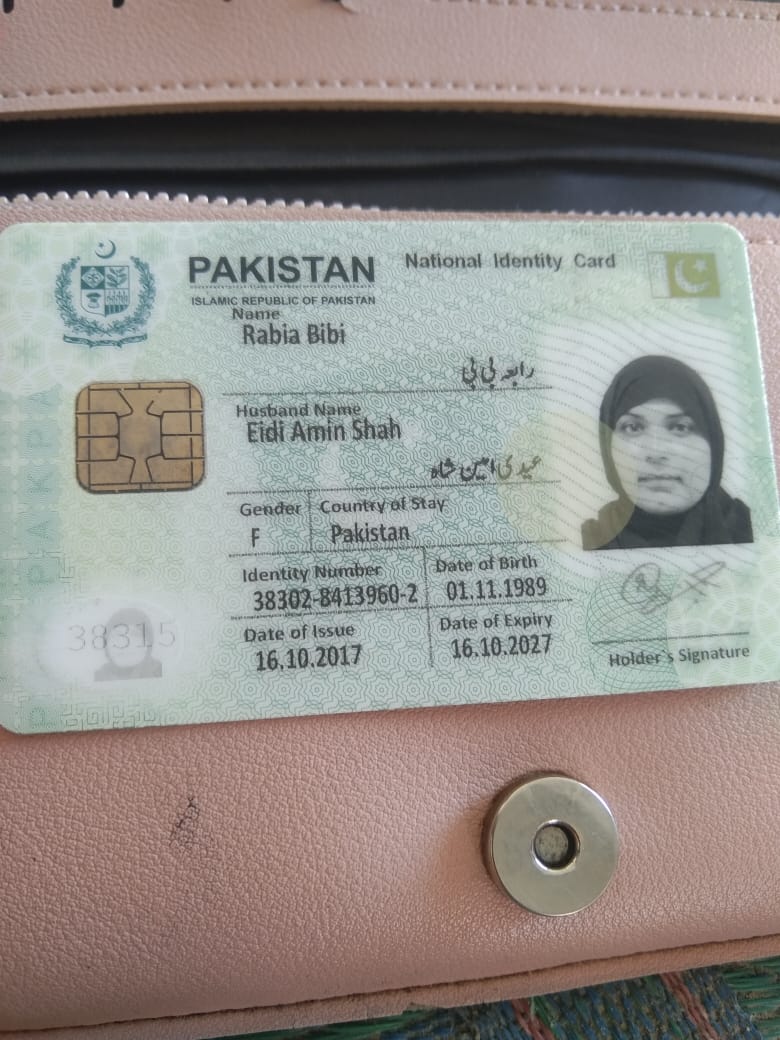 PAKISTAN
National Identity Card
ISLAMIC REPUBLIC OF PAKISTAN
Name
Rabia Bibi
رابعہ بی بی
Husband Name
Eidi Amin Shah
عیدی امین شاہ
Gender
Country of Stay
F
Pakistan
Identity Number
Date of Birth
38302-8413960-2
01.11.1989
Date of Issue
Date of Expiry
16.10.2017
16.10.2027
38315
Holder's Signature